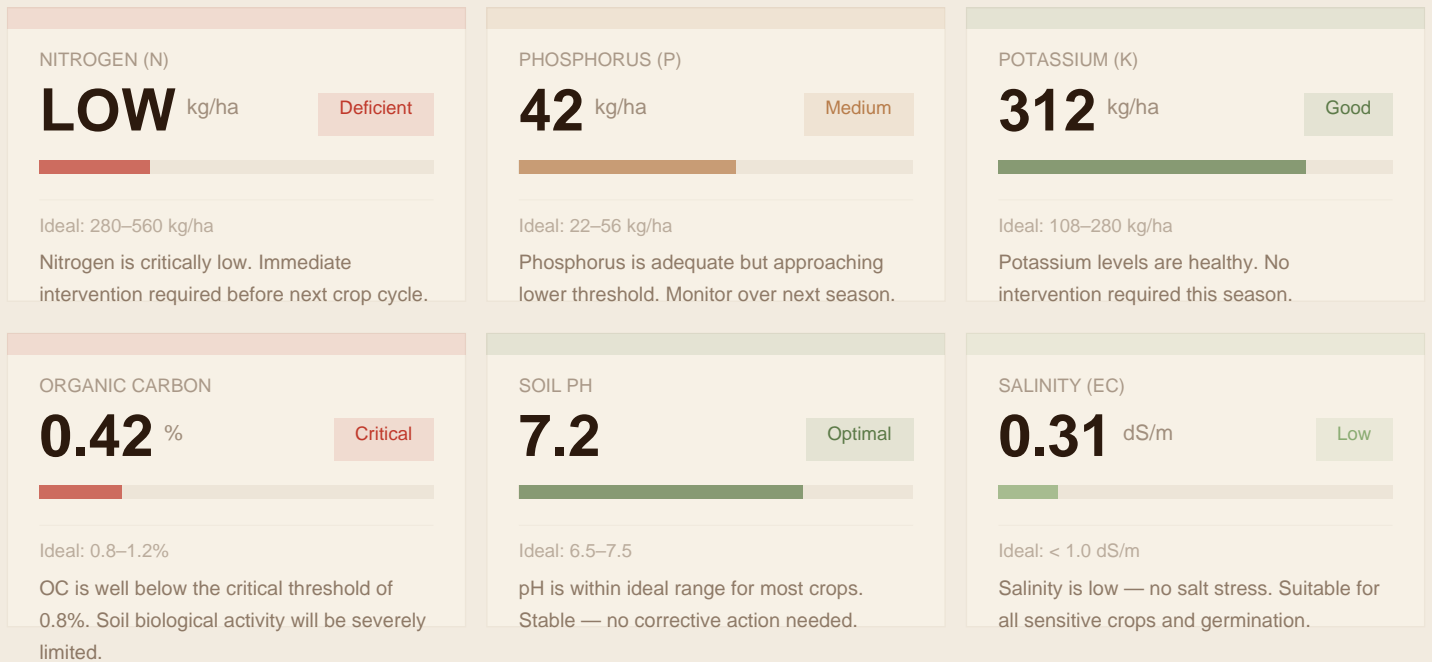 NITROGEN (N)
LOW kg/ha
Deficient
Ideal: 280–560 kg/ha
Nitrogen is critically low. Immediate
intervention required before next crop cycle.
PHOSPHORUS (P)
42 kg/ha
Medium
Ideal: 22–56 kg/ha
Phosphorus is adequate but approaching
lower threshold. Monitor over next season.
POTASSIUM (K)
312 kg/ha
Good
Ideal: 108–280 kg/ha
Potassium levels are healthy. No
intervention required this season.
ORGANIC CARBON
0.42 %
Critical
Ideal: 0.8–1.2%
OC is well below the critical threshold of
0.8%. Soil biological activity will be severely
limited.
SOIL PH
7.2
Optimal
Ideal: 6.5–7.5
pH is within ideal range for most crops.
Stable — no corrective action needed.
SALINITY (EC)
0.31 dS/m
Low
Ideal: < 1.0 dS/m
Salinity is low — no salt stress. Suitable for
all sensitive crops and germination.